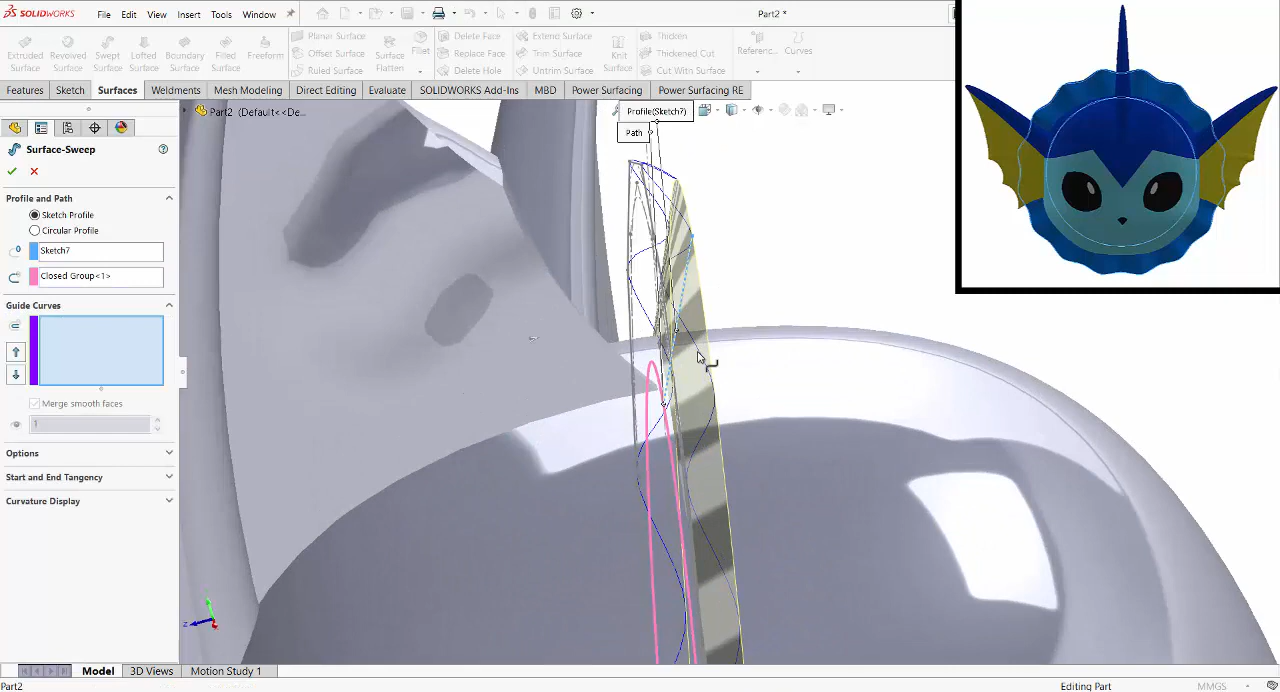 SOLIDWORKS
File Edit View Insert Tools Window
Part2 *
Extruded Surface
Revolved Surface
Swept Surface
Lofted Surface
Boundary Surface
Filled Surface
Freeform
Planar Surface
Offset Surface
Ruled Surface
Surface Flatten
Fillet
Delete Face
Replace Face
Delete Hole
Extend Surface
Trim Surface
Untrim Surface
Knit Surface
Thicken
Thickened Cut
Cut With Surface
Referenc...
Curves
Features Sketch Surfaces Weldments Mesh Modeling Direct Editing Evaluate SOLIDWORKS Add-Ins MBD Power Surfacing Power Surfacing RE
Part2 (Default<<De...
Profile(Sketch7)
Path
Surface-Sweep
Profile and Path
Sketch Profile
Circular Profile
Sketch7
Closed Group<1>
Guide Curves
Merge smooth faces
1
Options
Start and End Tangency
Curvature Display
Y
Z
Model 3D Views Motion Study 1
Part2
Editing Part
MMGS